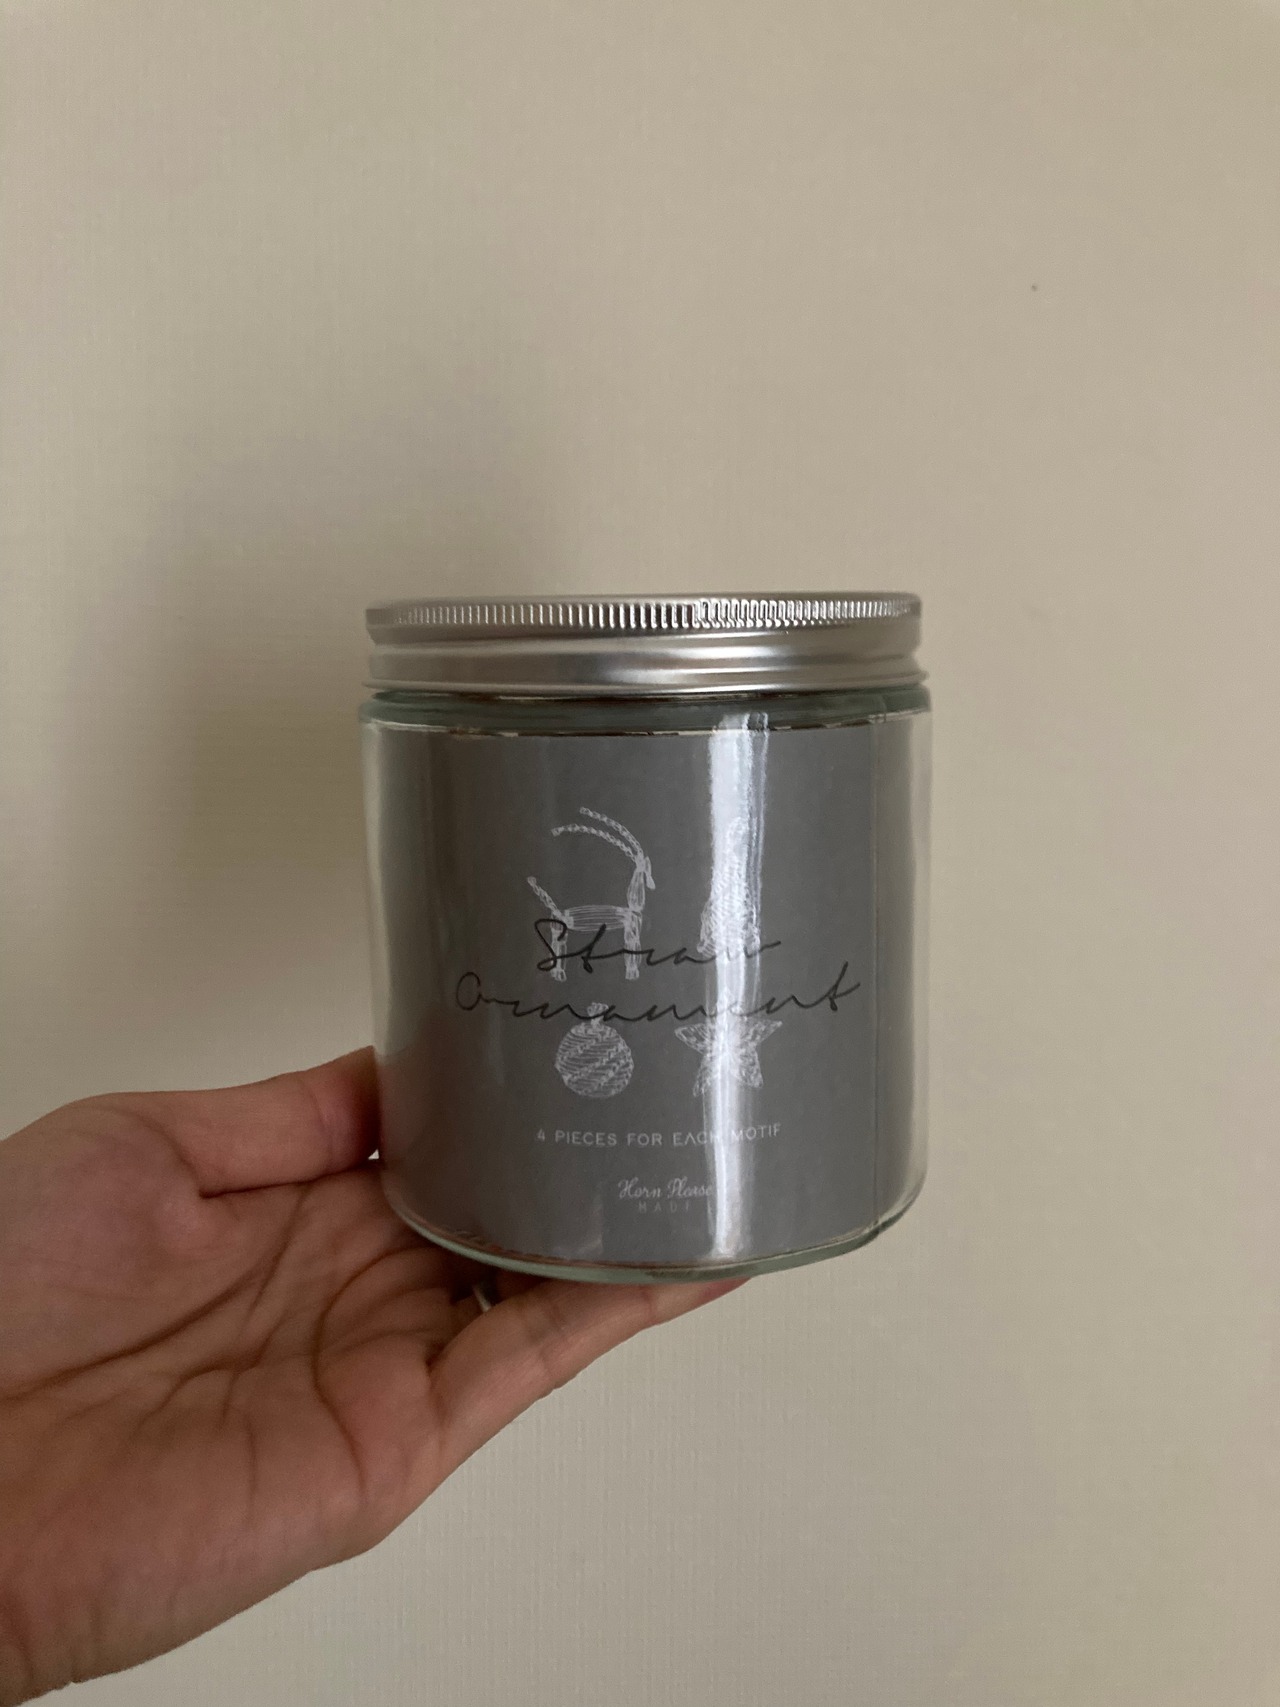 Straw
Ornament
4 PIECES FOR EACH MOTIF
Horn Please
MADE